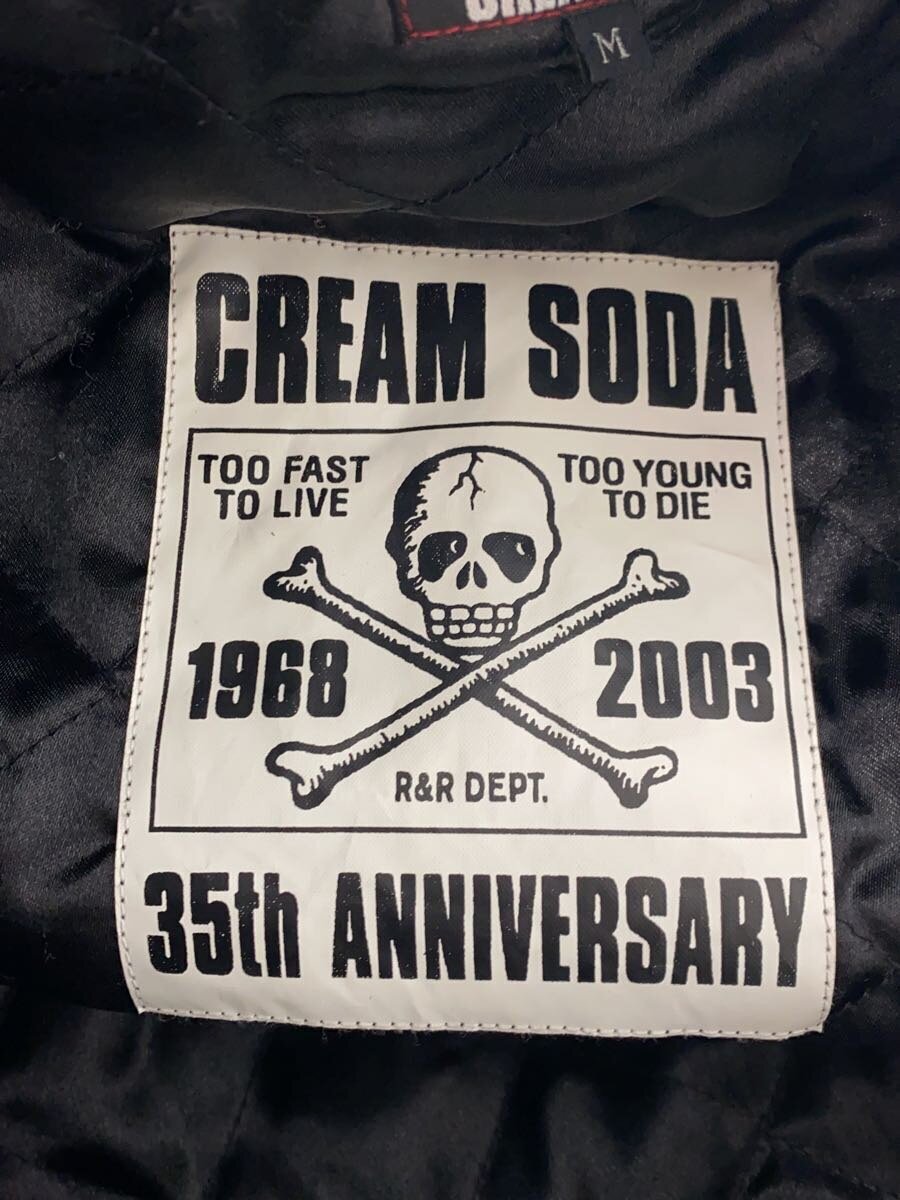 M
CREAM SODA
TOO FAST
TO LIVE
TOO YOUNG
TO DIE
1968
2003
R&R DEPT.
35th ANNIVERSARY